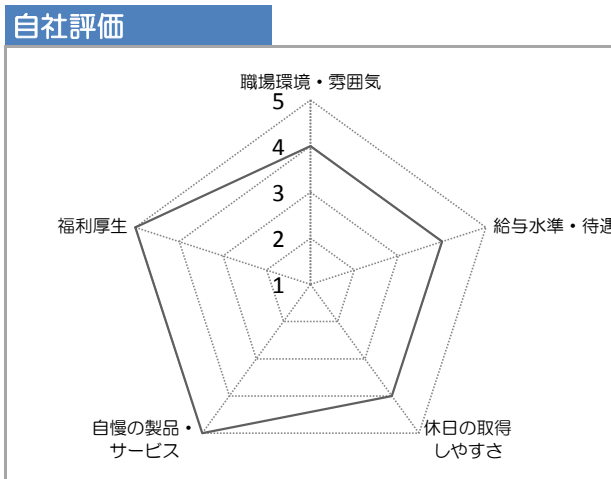 自社評価
職場環境・雰囲気
5
4
3
2
1
福利厚生
給与水準・待遇
自慢の製品・
サービス
休日の取得
しやすさ